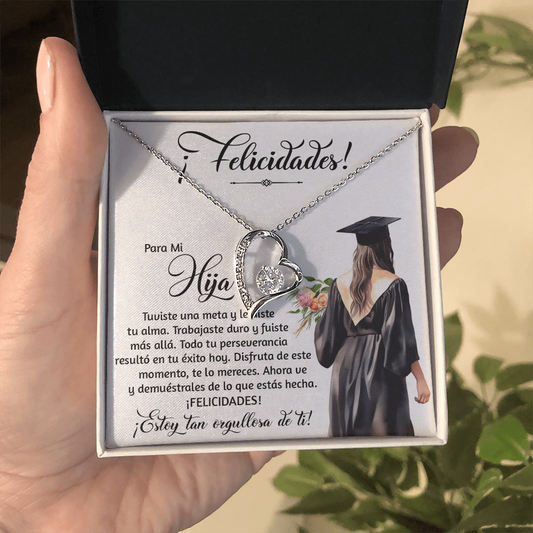 ¡Felicidades!
Para Mi
Hija
Tuviste una meta y le
tu alma. Trabajaste duro y fuiste
más allá. Todo tu perseverancia
resultó en tu éxito hoy. Disfruta de este
momento, te lo mereces. Ahora ve
y demuéstrales de lo que estás hecha.
¡FELICIDADES!
¡Estoy tan orgullosa de ti!